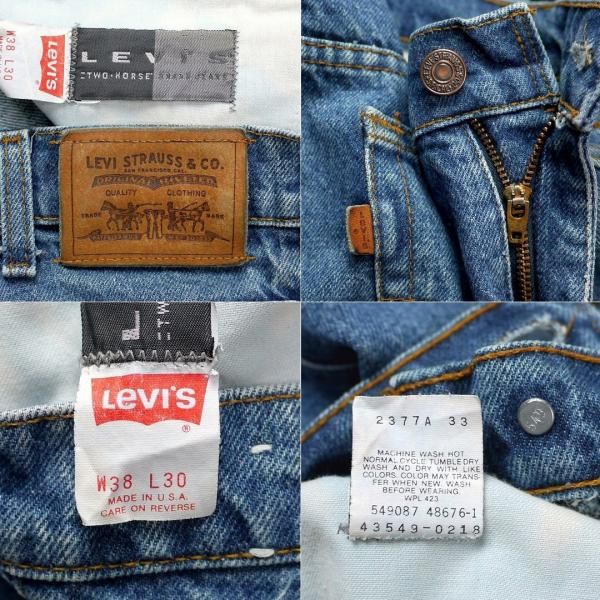 W38 L30
Levi's
LEVI'S
TWO•HORSE BRAND JEANS
LEVI STRAUSS & CO.
SAN FRANCISCO, CAL.
ORIGINAL RIVETED
QUALITY CLOTHING
TRADE MARK
Levi's
®
L
TWO
LEVI'S
®
W38 L30
MADE IN U.S.A.
CARE ON REVERSE
2377A 33
MACHINE WASH HOT
NORMAL CYCLE TUMBLE DRY
WASH AND DRY WITH LIKE
COLORS. COLOR MAY TRANS-
FER WHEN NEW. WASH
BEFORE WEARING.
WPL 423
549087 48676-1
43549-0218